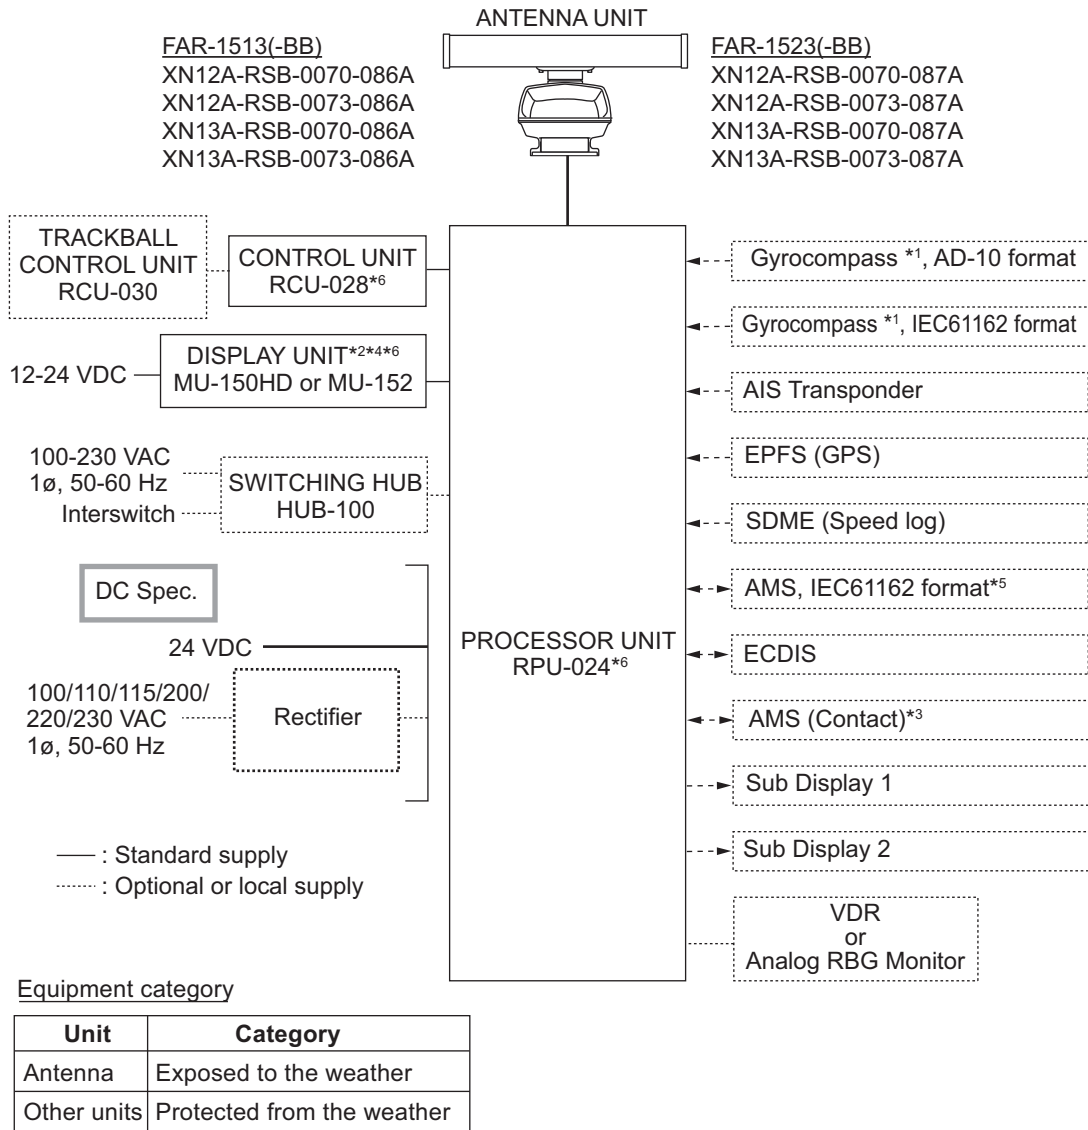 ANTENNA UNIT
FAR-1513(-BB)
XN12A-RSB-0070-086A
XN12A-RSB-0073-086A
XN13A-RSB-0070-086A
XN13A-RSB-0073-086A
FAR-1523(-BB)
XN12A-RSB-0070-087A
XN12A-RSB-0073-087A
XN13A-RSB-0070-087A
XN13A-RSB-0073-087A
TRACKBALL
CONTROL UNIT
RCU-030
CONTROL UNIT
RCU-028*6
12-24 VDC
DISPLAY UNIT*2*4*6
MU-150HD or MU-152
100-230 VAC
1ø, 50-60 Hz
Interswitch
SWITCHING HUB
HUB-100
DC Spec.
24 VDC
100/110/115/200/
220/230 VAC
1ø, 50-60 Hz
Rectifier
PROCESSOR UNIT
RPU-024*6
Gyrocompass *1, AD-10 format
Gyrocompass *1, IEC61162 format
AIS Transponder
EPFS (GPS)
SDME (Speed log)
AMS, IEC61162 format*5
ECDIS
AMS (Contact)*3
Sub Display 1
Sub Display 2
VDR
or
Analog RBG Monitor
: Standard supply
: Optional or local supply
Equipment category
Unit Category
Antenna Exposed to the weather
Other units Protected from the weather